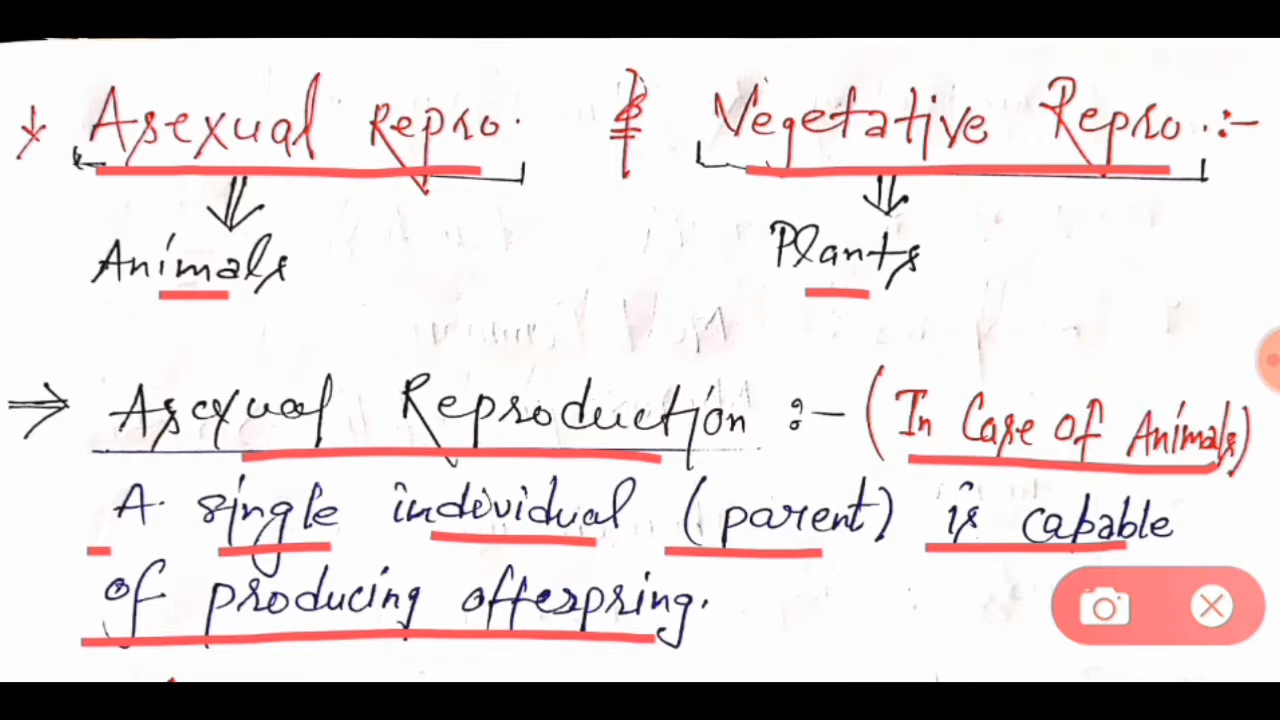 * Asexual Repro. & Vegetative Repro. :-
Animals Plants
⇒ Asexual Reproduction :- (In Case of Animals)
A single individual (parent) is capable
of producing offerspring.